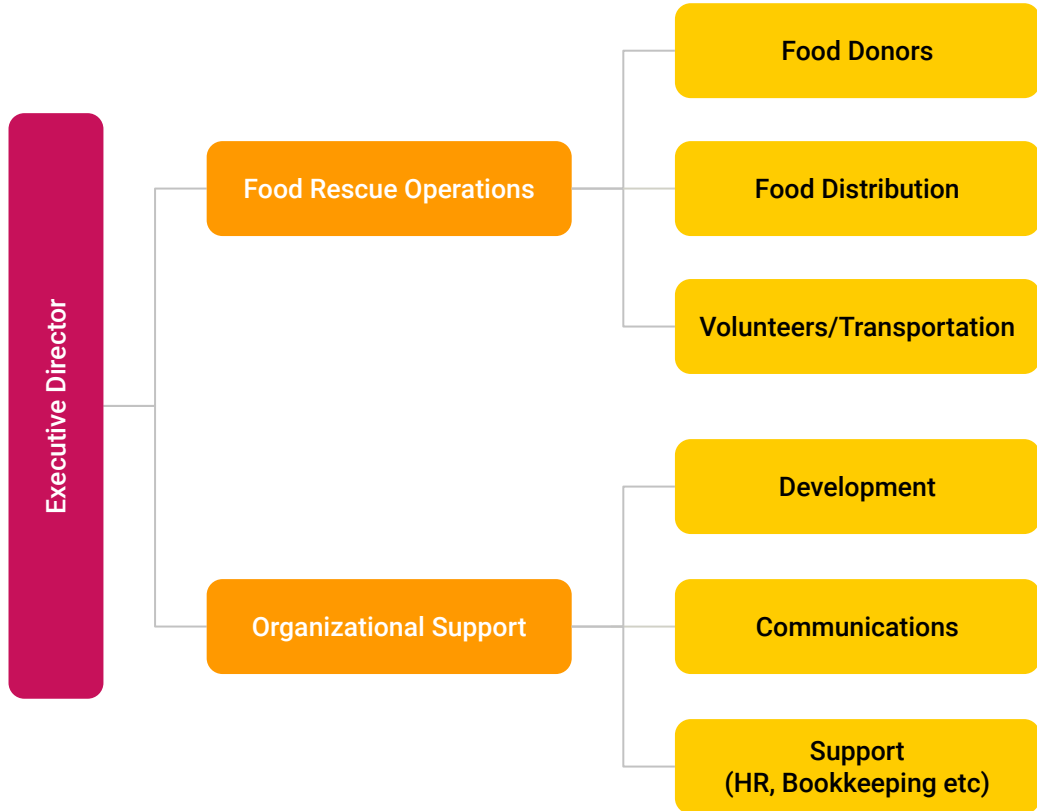 Executive Director
Food Rescue Operations
Food Donors
Food Distribution
Volunteers/Transportation
Organizational Support
Development
Communications
Support
(HR, Bookkeeping etc)